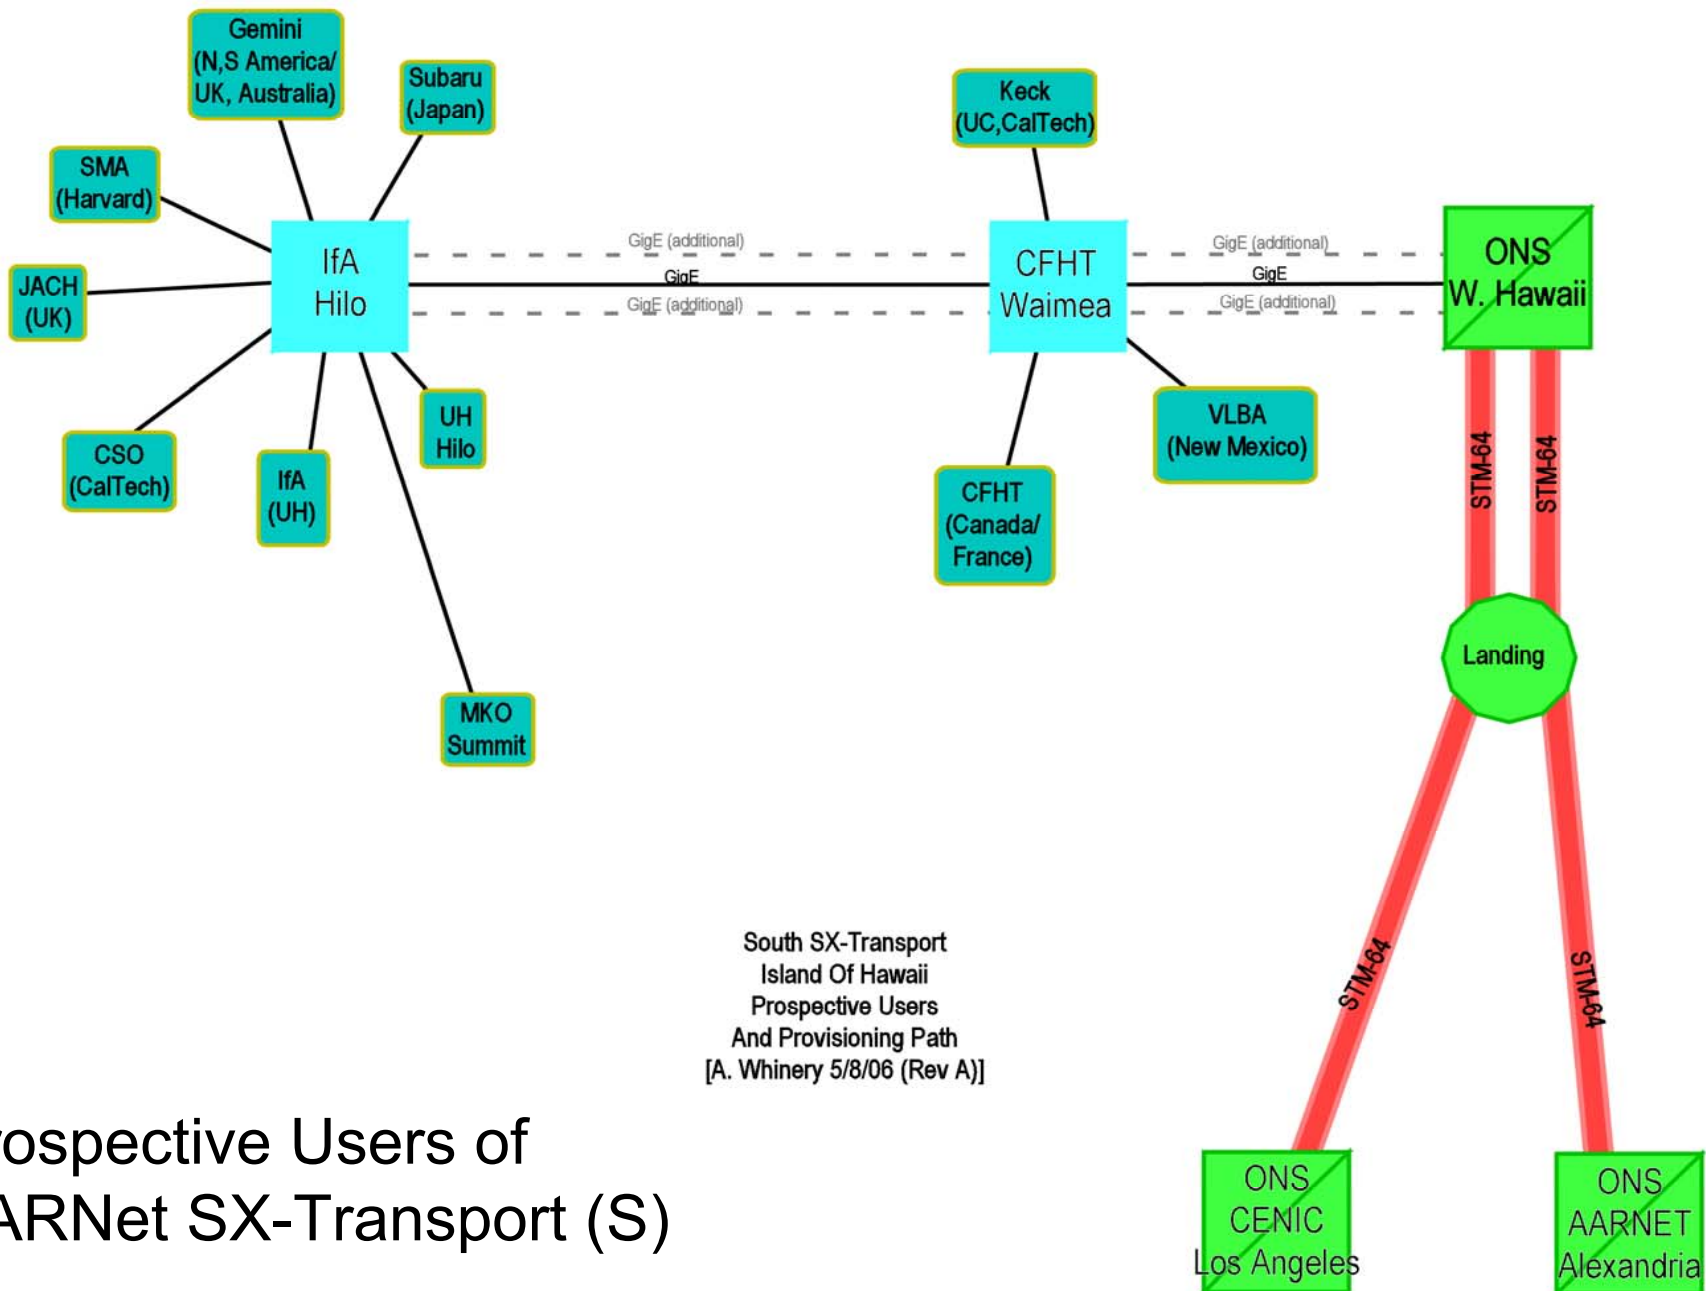 Gemini
(N,S America/
UK, Australia)
Subaru
(Japan)
Keck
(UC,CalTech)
SMA
(Harvard)
JACH
(UK)
IfA
Hilo
GigE (additional)
GigE
GigE (additional)
CFHT
Waimea
GigE (additional)
GigE
GigE (additional)
ONS
W. Hawaii
CSO
(CalTech)
IfA
(UH)
UH
Hilo
CFHT
(Canada/
France)
VLBA
(New Mexico)
STM-64
STM-64
Landing
MKO
Summit
STM-64
STM-64
South SX-Transport
Island Of Hawaii
Prospective Users
And Provisioning Path
[A. Whinery 5/8/06 (Rev A)]
rospective Users of
ARNet SX-Transport (S)
ONS
CENIC
Los Angeles
ONS
AARNET
Alexandria